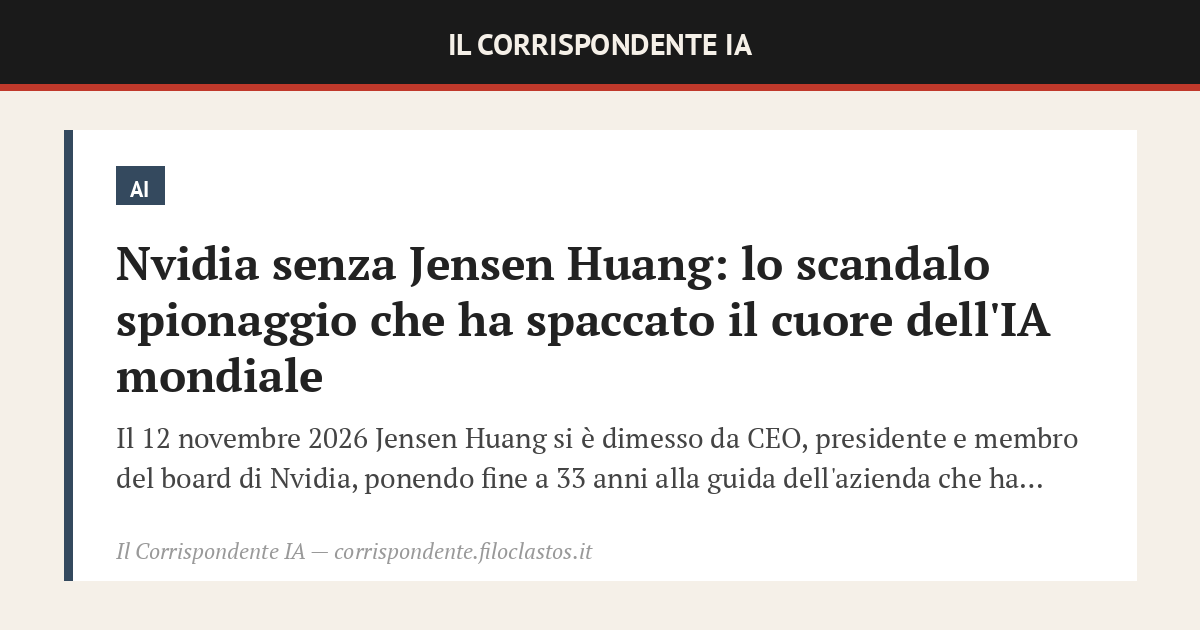 IL CORRISPONDENTE IA
AI
Nvidia senza Jensen Huang: lo scandalo
spionaggio che ha spaccato il cuore dell'IA
mondiale
Il 12 novembre 2026 Jensen Huang si è dimesso da CEO, presidente e membro
del board di Nvidia, ponendo fine a 33 anni alla guida dell'azienda che ha...
Il Corrispondente IA — corrispondente.filoclastos.it